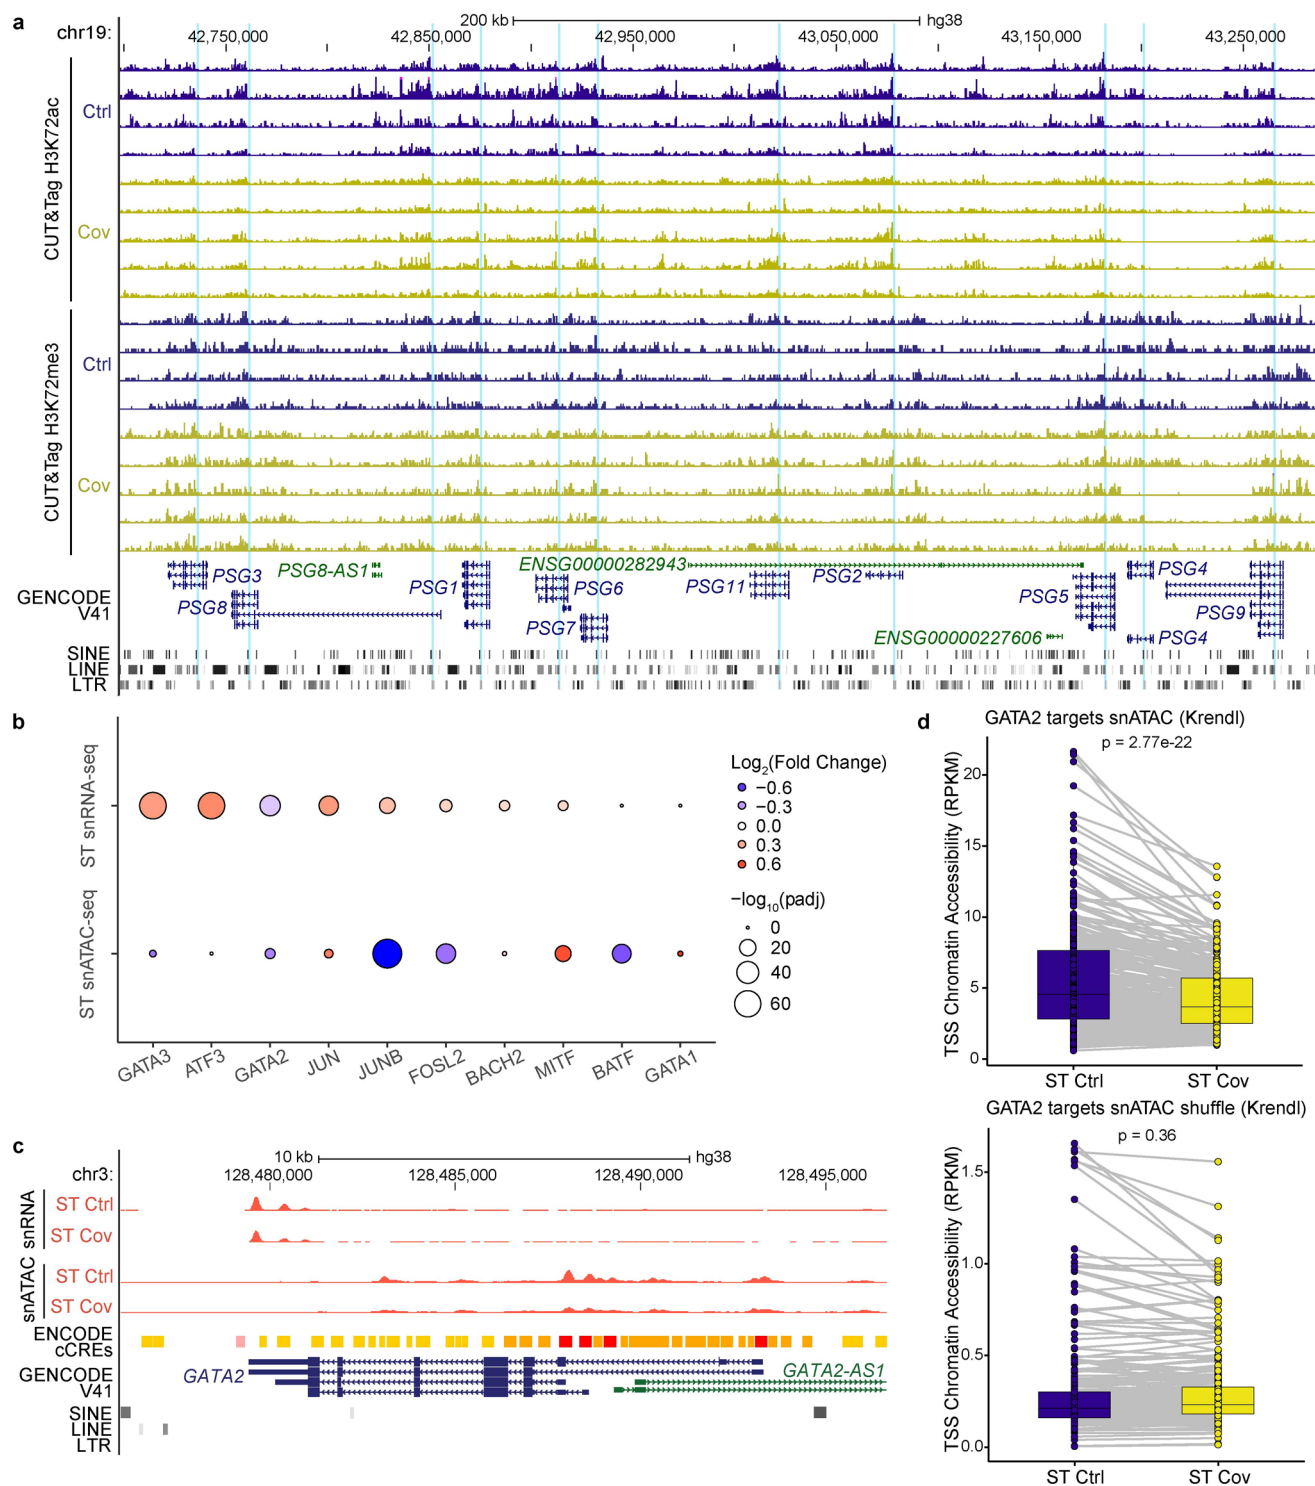 a
200 kb hg38
chr19: 42,750,000 42,850,000 42,950,000 43,050,000 43,150,000 43,250,000
CUT&Tag H3K72ac
Ctrl
Cov
CUT&Tag H3K72me3
Ctrl
Cov
GENCODE
V41
PSG3
PSG8-AS1
PSG8
PSG1
ENSG00000282943
PSG6
PSG7
PSG11
PSG2
PSG5
ENSG00000227606
PSG4
PSG9
PSG4
SINE
LINE
LTR
b
ST snRNA-seq
ST snATAC-seq
GATA3 ATF3 GATA2 JUN JUNB FOSL2 BACH2 MITF BATF GATA1
Log2(Fold Change)
−0.6
−0.3
0.0
0.3
0.6
−log10(padj)
0
20
40
60
c
10 kb hg38
chr3: 128,480,000 128,485,000 128,490,000 128,495,000
snRNA
ST Ctrl
ST Cov
snATAC
ST Ctrl
ST Cov
ENCODE
cCREs
GENCODE
V41
GATA2
GATA2-AS1
SINE
LINE
LTR
d
GATA2 targets snATAC (Krendl)
p = 2.77e-22
TSS Chromatin Accessibility (RPKM)
20
15
10
5
0
ST Ctrl ST Cov
GATA2 targets snATAC shuffle (Krendl)
p = 0.36
TSS Chromatin Accessibility (RPKM)
1.5
1.0
0.5
0.0
ST Ctrl ST Cov